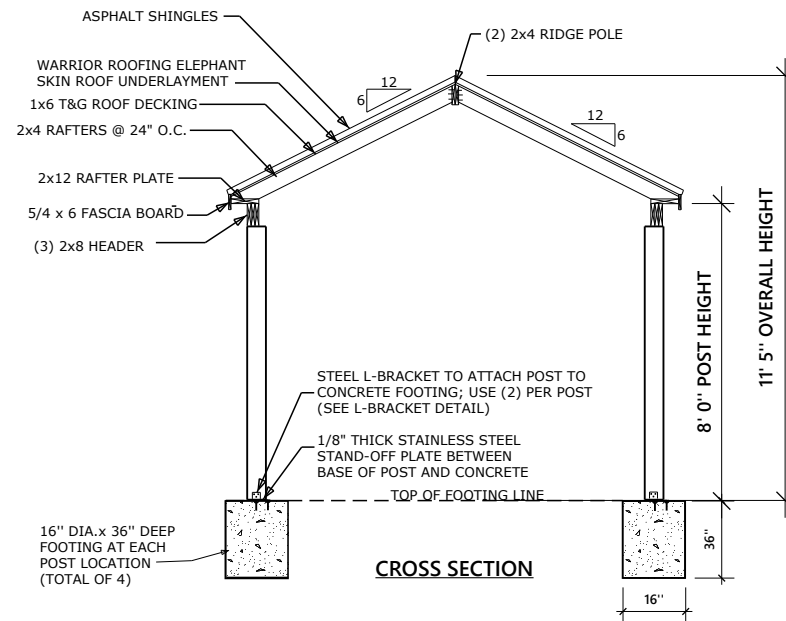 ASPHALT SHINGLES
(2) 2x4 RIDGE POLE
WARRIOR ROOFING ELEPHANT
SKIN ROOF UNDERLAYMENT
12
6
1x6 T&G ROOF DECKING
12
6
2x4 RAFTERS @ 24" O.C.
2x12 RAFTER PLATE
5/4 x 6 FASCIA BOARD
(3) 2x8 HEADER
8' 0'' POST HEIGHT
11' 5'' OVERALL HEIGHT
STEEL L-BRACKET TO ATTACH POST TO
CONCRETE FOOTING; USE (2) PER POST
(SEE L-BRACKET DETAIL)
1/8" THICK STAINLESS STEEL
STAND-OFF PLATE BETWEEN
BASE OF POST AND CONCRETE
TOP OF FOOTING LINE
16'' DIA.x 36'' DEEP
FOOTING AT EACH
POST LOCATION
(TOTAL OF 4)
CROSS SECTION
36''
16''